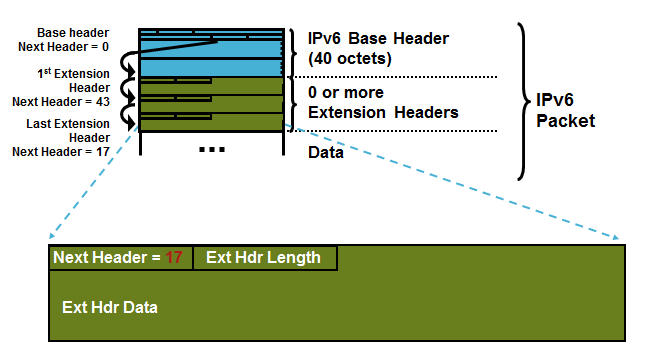 Base header
Next Header = 0
1st Extension
Header
Next Header = 43
Last Extension
Header
Next Header = 17
IPv6 Base Header
(40 octets)
0 or more
Extension Headers
Data
IPv6
Packet
...
Next Header = 17
Ext Hdr Length
Ext Hdr Data